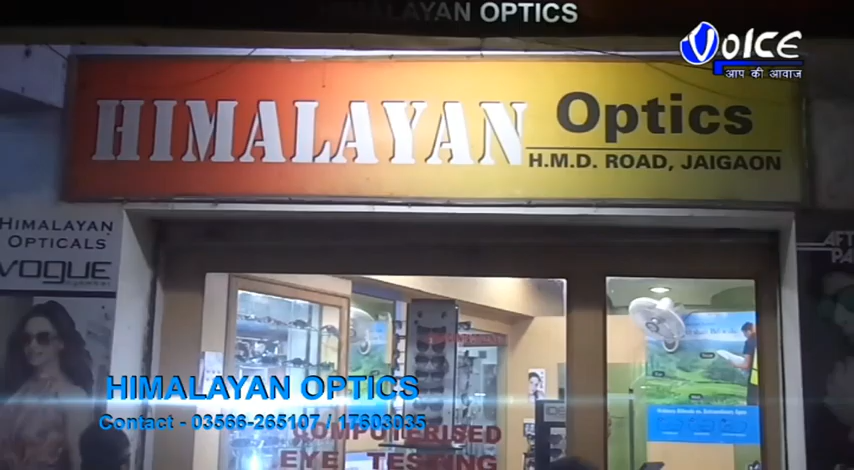 HIMALAYAN OPTICS
VOICE
आप की आवाज
HIMALAYAN Optics
H.M.D. ROAD, JAIGAON
HIMALAYAN
OPTICALS
VOGUE
HIMALAYAN OPTICS
Contact - 03566-265107 / 17603035
COMPUTERISED
EYE TESTING